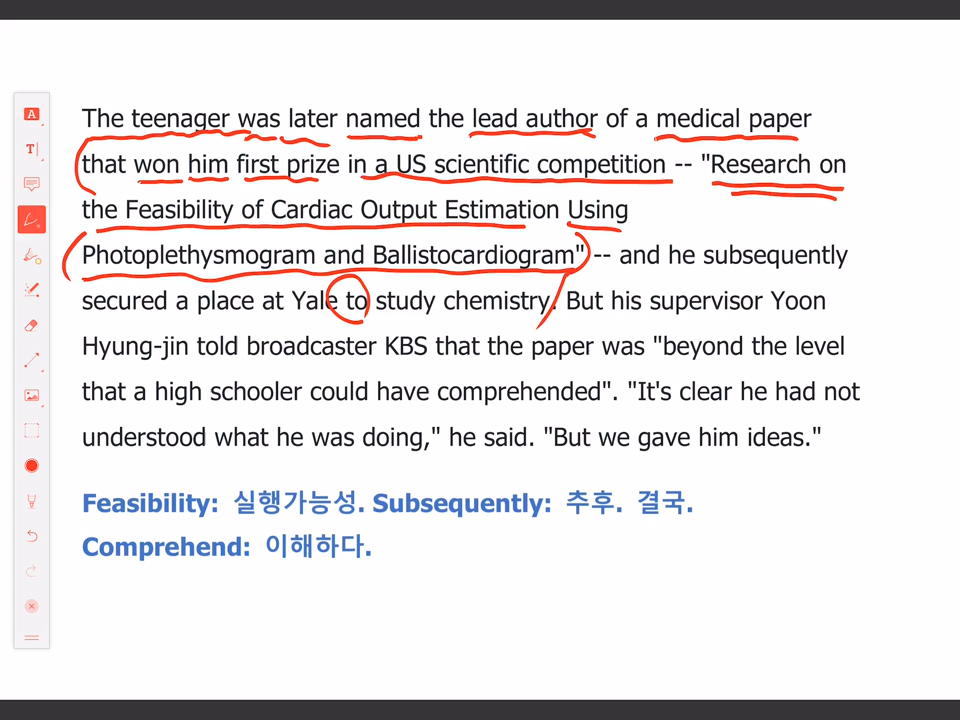 The teenager was later named the lead author of a medical paper
that won him first prize in a US scientific competition -- "Research on
the Feasibility of Cardiac Output Estimation Using
Photoplethysmogram and Ballistocardiogram" -- and he subsequently
secured a place at Yale to study chemistry. But his supervisor Yoon
Hyung-jin told broadcaster KBS that the paper was "beyond the level
that a high schooler could have comprehended". "It's clear he had not
understood what he was doing," he said. "But we gave him ideas."
Feasibility: 실행가능성. Subsequently: 추후. 결국.
Comprehend: 이해하다.